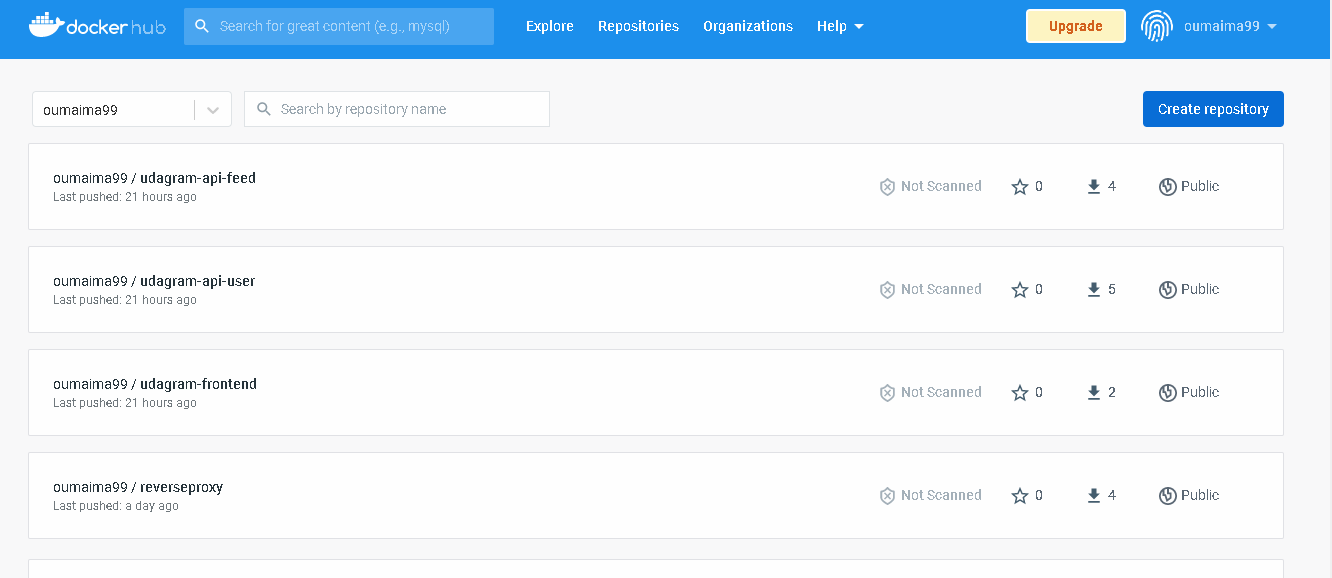 docker hub Search for great content (e.g., mysql) Explore Repositories Organizations Help Upgrade oumaima99
oumaima99 Search by repository name Create repository
oumaima99 / udagram-api-feed
Last pushed: 21 hours ago
Not Scanned 0 4 Public
oumaima99 / udagram-api-user
Last pushed: 21 hours ago
Not Scanned 0 5 Public
oumaima99 / udagram-frontend
Last pushed: 21 hours ago
Not Scanned 0 2 Public
oumaima99 / reverseproxy
Last pushed: a day ago
Not Scanned 0 4 Public